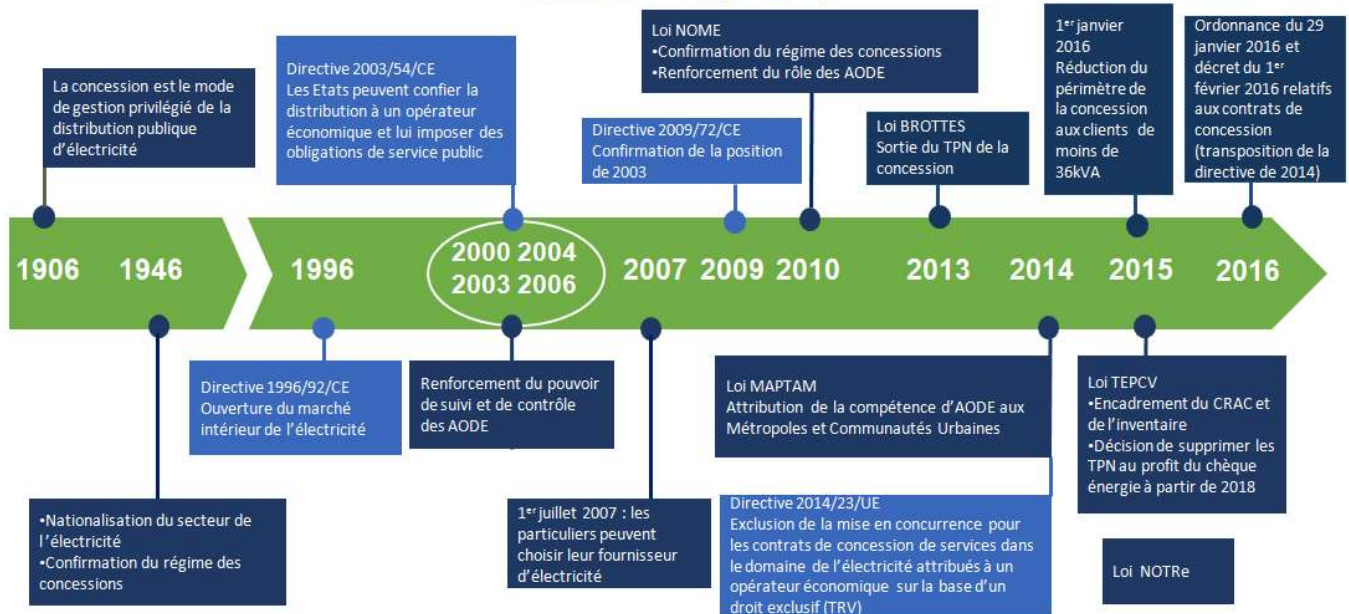 La concession est le mode
de gestion privilégié de la
distribution publique
d’électricité
Directive 2003/54/CE
Les Etats peuvent confier la
distribution à un opérateur
économique et lui imposer des
obligations de service public
Directive 2009/72/CE
Confirmation de la position
de 2003
Loi NOME
•Confirmation du régime des concessions
•Renforcement du rôle des AODE
Loi BROTTES
Sortie du TPN de la
concession
1er janvier
2016
Réduction du
périmètre de
la concession
aux clients de
moins de
36kVA
Ordonnance du 29
janvier 2016 et
décret du 1er
février 2016 relatifs
aux contrats de
concession
(transposition de la
directive de 2014)
1906 1946 1996 2000 2004 2007 2009 2010 2013 2014 2015 2016
2003 2006
•Nationalisation du secteur de
l’électricité
•Confirmation du régime des
concessions
Directive 1996/92/CE
Ouverture du marché
intérieur de l’électricité
Renforcement du pouvoir
de suivi et de contrôle
des AODE
1er juillet 2007 : les
particuliers peuvent
choisir leur fournisseur
d’électricité
Loi MAPTAM
Attribution de la compétence d’AODE aux
Métropoles et Communautés Urbaines
Directive 2014/23/UE
Exclusion de la mise en concurrence pour
les contrats de concession de services dans
le domaine de l’électricité attribués à un
opérateur économique sur la base d’un
droit exclusif (TRV)
Loi TEPCV
•Encadrement du CRAC et
de l’inventaire
•Décision de supprimer les
TPN au profit du chèque
énergie à partir de 2018
Loi NOTRe